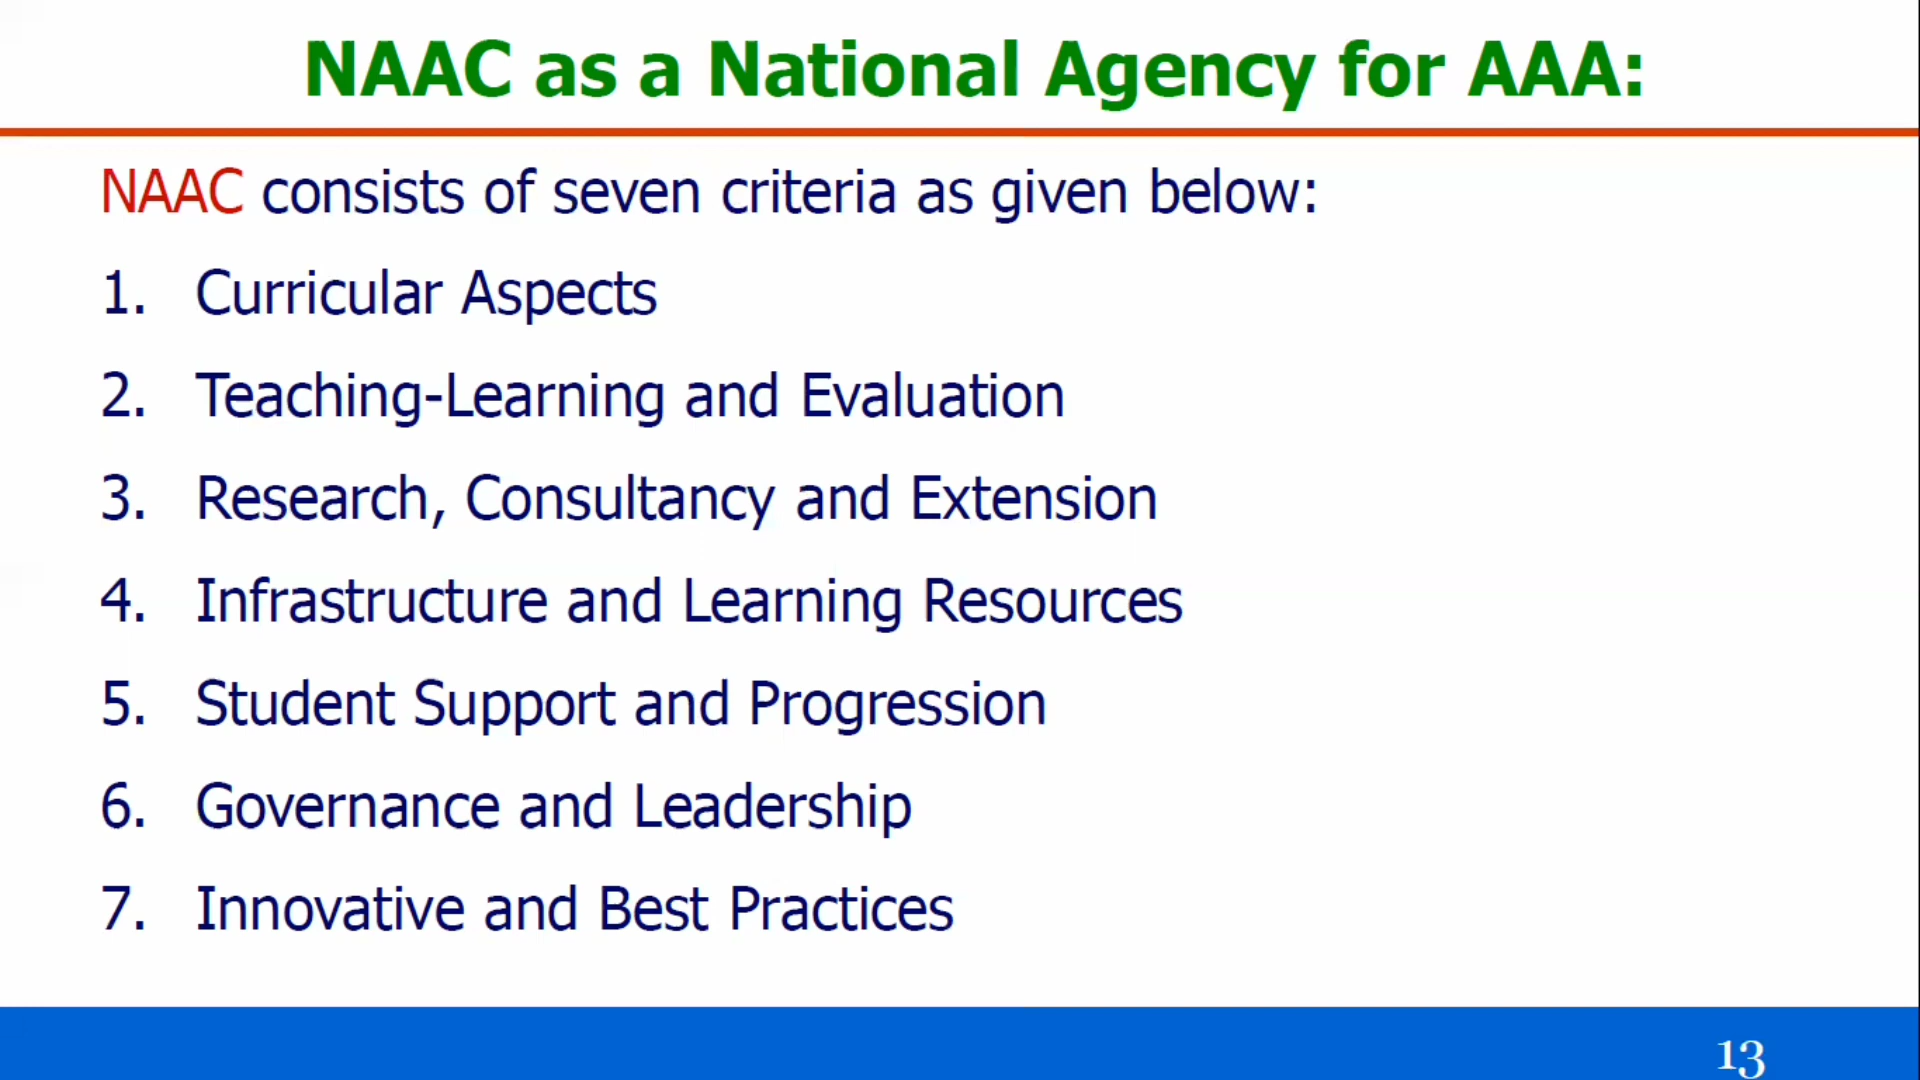 NAAC as a National Agency for AAA:
NAAC consists of seven criteria as given below:
1. Curricular Aspects
2. Teaching-Learning and Evaluation
3. Research, Consultancy and Extension
4. Infrastructure and Learning Resources
5. Student Support and Progression
6. Governance and Leadership
7. Innovative and Best Practices
13